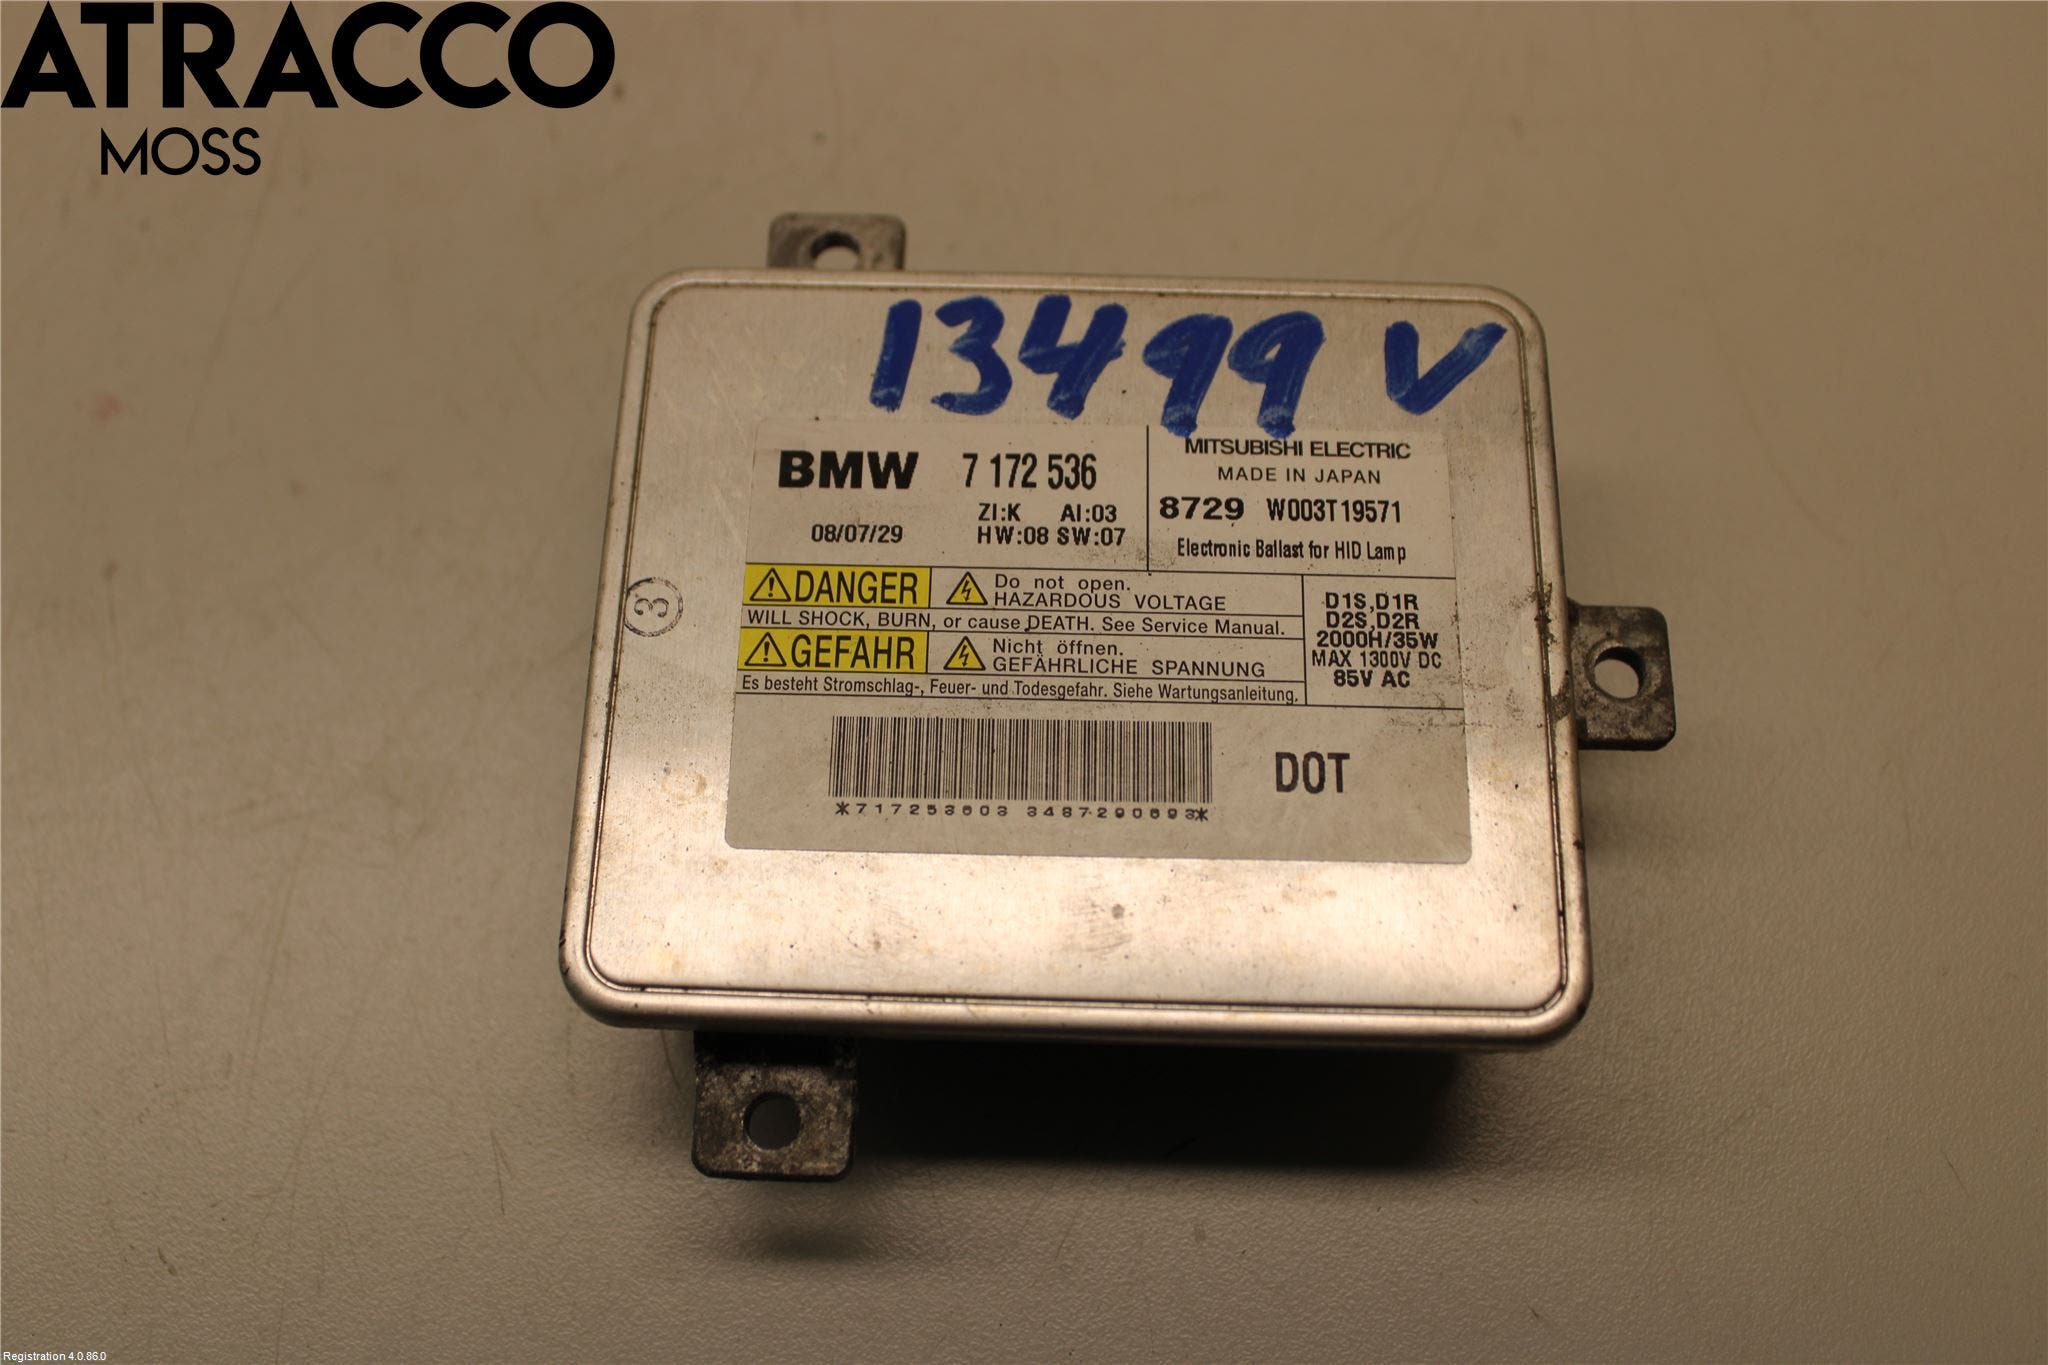 ATRACCO
MOSS
13499 V
BMW 7 172 536
ZI:K AI:03
08/07/29 HW:08 SW:07
MITSUBISHI ELECTRIC
MADE IN JAPAN
8729 W003T19571
Electronic Ballast for HID Lamp
DANGER
Do not open.
HAZARDOUS VOLTAGE
WILL SHOCK, BURN, or cause DEATH. See Service Manual.
GEFAHR
Nicht öffnen.
GEFÄHRLICHE SPANNUNG
Es besteht Stromschlag-, Feuer- und Todesgefahr. Siehe Wartungsanleitung.
D1S,D1R
D2S,D2R
2000H/35W
MAX 1300V DC
85V AC
3
*7172536033487290693*
DOT
Registration 4.0.86.0